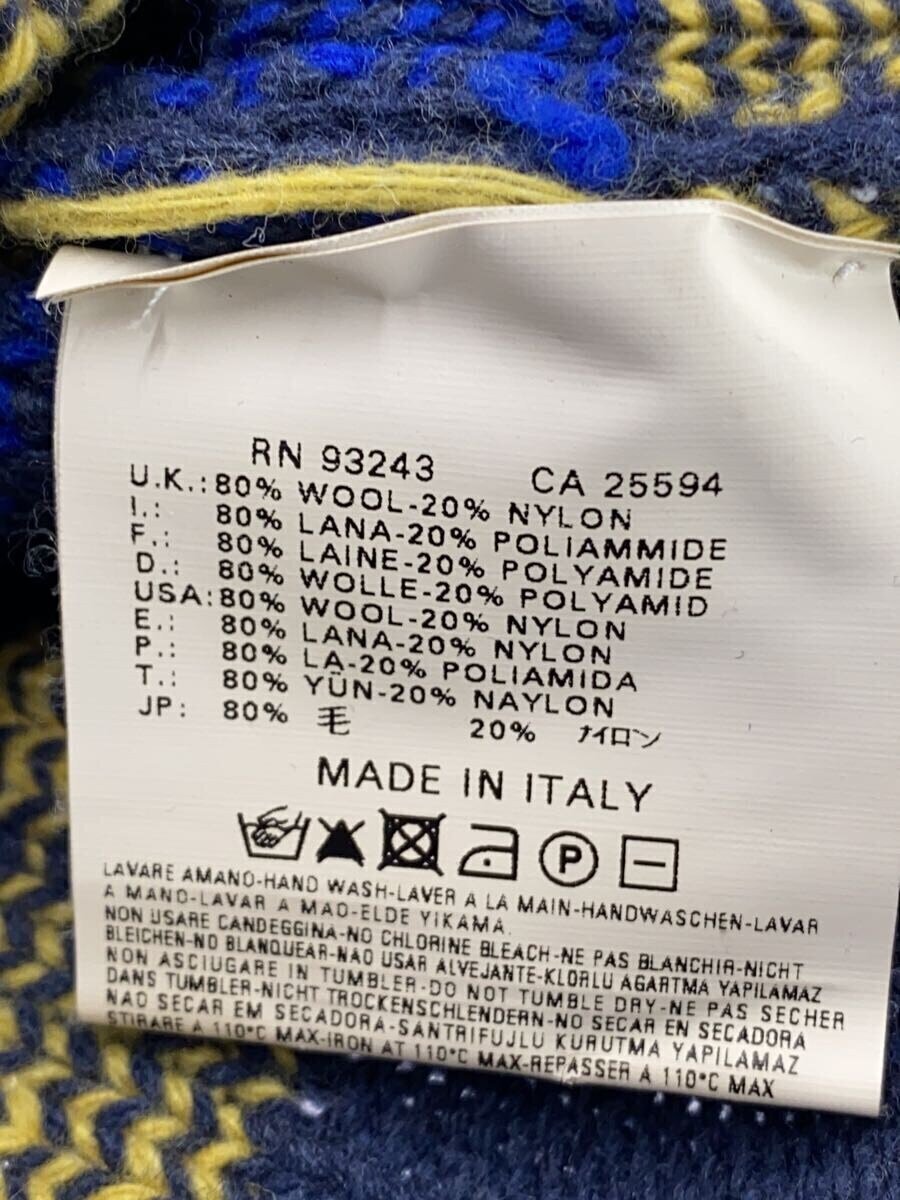 RN 93243 CA 25594
U.K.: 80% WOOL-20% NYLON
I.: 80% LANA-20% POLIAMMIDE
F.: 80% LAINE-20% POLYAMIDE
D.: 80% WOLLE-20% POLYAMID
USA: 80% WOOL-20% NYLON
E.: 80% LANA-20% NYLON
P.: 80% LA-20% POLIAMIDA
T.: 80% YÜN-20% NAYLON
JP: 80% 毛 20% ナイロン
MADE IN ITALY
P
LAVARE AMANO-HAND WASH-LAVER A LA MAIN-HANDWASCHEN-LAVAR
A MANO-LAVAR A MAO-ELDE YIKAMA.
NON USARE CANDEGGINA-NO CHLORINE BLEACH-NE PAS BLANCHIR-NICHT
BLEICHEN-NO BLANQUEAR-NAO USAR ALVEJANTE-KLORLU AGARTMA YAPILAMAZ
NON ASCIUGARE IN TUMBLER-DO NOT TUMBLE DRY-NE PAS SECHER
DANS TUMBLER-NICHT TROCKENSCHLENDERN-NO SECAR EN SECADORA
NAO SECAR EM SECADORA-SANTRIFUJLU KURUTMA YAPILAMAZ
STIRARE A 110°C MAX-IRON AT 110°C MAX-REPASSER A 110°C MAX